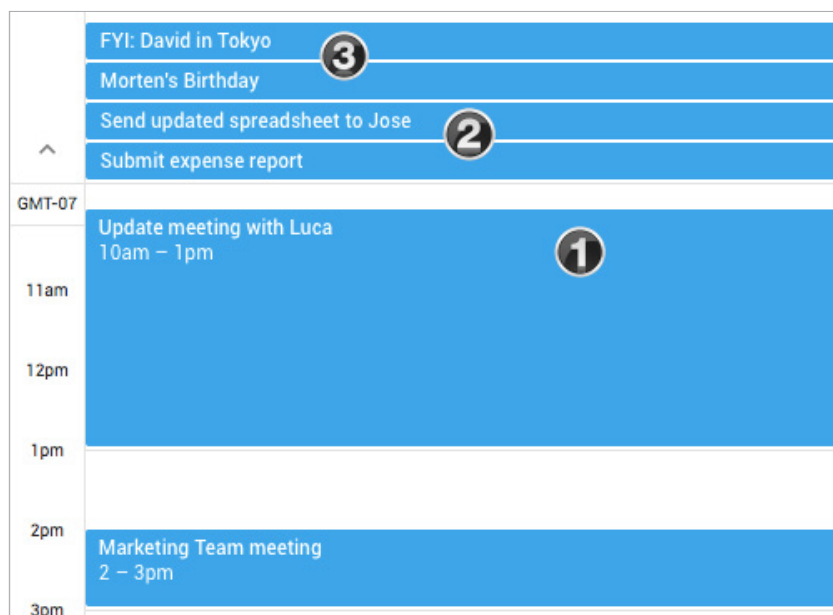 FYI: David in Tokyo
3
Morten's Birthday
Send updated spreadsheet to Jose
2
Submit expense report
GMT-07
Update meeting with Luca
10am – 1pm
1
11am
12pm
1pm
2pm
Marketing Team meeting
2 – 3pm
3pm